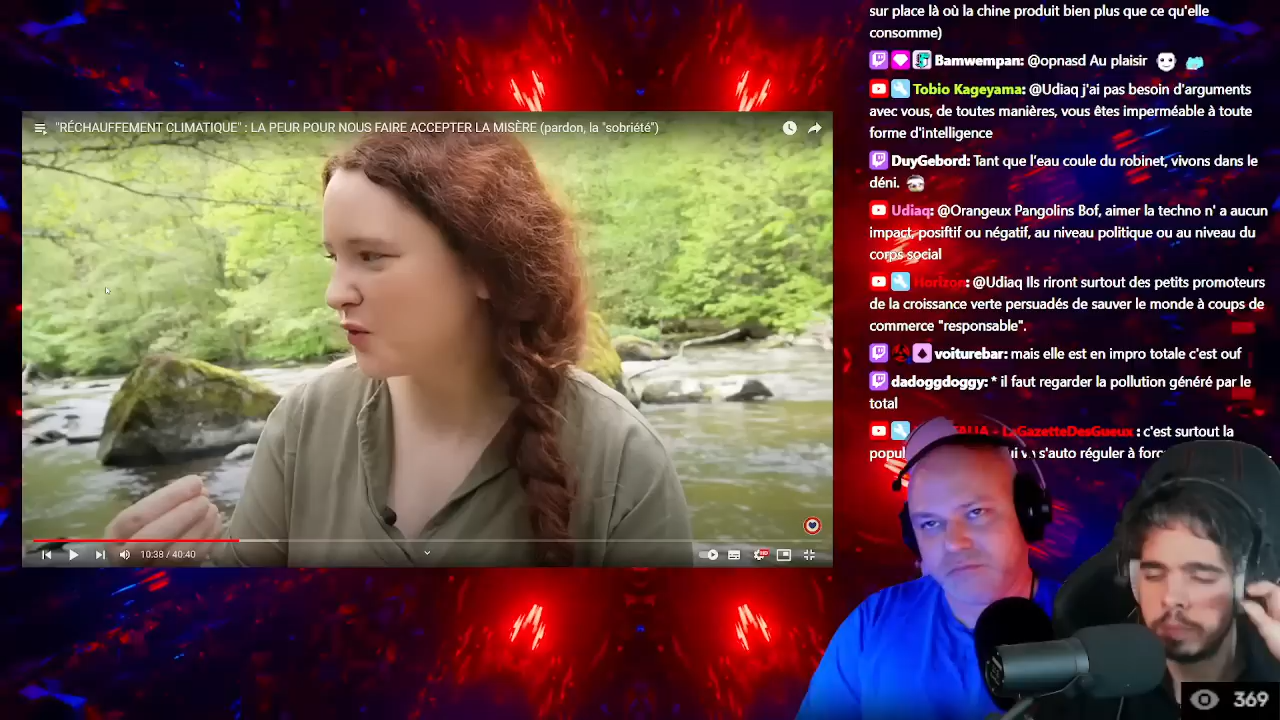 sur place là où la chine produit bien plus que ce qu'elle
consomme)
Bamwempan: @opnasd Au plaisir
Tobio Kageyama: @Udiaq j'ai pas besoin d'arguments
avec vous, de toutes manières, vous êtes imperméable à toute
forme d'intelligence
DuyGebord: Tant que l'eau coule du robinet, vivons dans le
déni.
Udiaq: @Orangeux Pangolins Bof, aimer la techno n' a aucun
impact, posiftif ou négatif, au niveau politique ou au niveau du
corps social
Horizon: @Udiaq Ils riront surtout des petits promoteurs
de la croissance verte persuadés de sauver le monde à coups de
commerce "responsable".
voiturebar: mais elle est en impro totale c'est ouf
dadoggdoggy: * il faut regarder la pollution généré par le
total
LaGazetteDesGueux : c'est surtout la
s'auto réguler à
"RÉCHAUFFEMENT CLIMATIQUE" : LA PEUR POUR NOUS FAIRE ACCEPTER LA MISÈRE (pardon, la "sobriété")
10:38 / 40:40
369